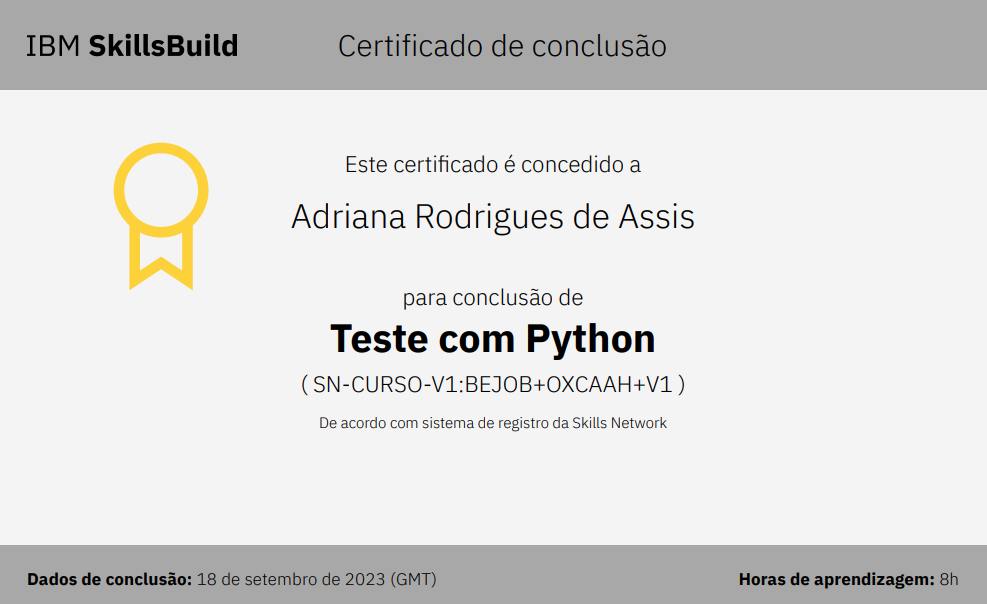 IBM SkillsBuild
Certificado de conclusão
Este certificado é concedido a
Adriana Rodrigues de Assis
para conclusão de
Teste com Python
( SN-CURSO-V1:BEJOB+OXCAAH+V1 )
De acordo com sistema de registro da Skills Network
Dados de conclusão: 18 de setembro de 2023 (GMT)
Horas de aprendizagem: 8h